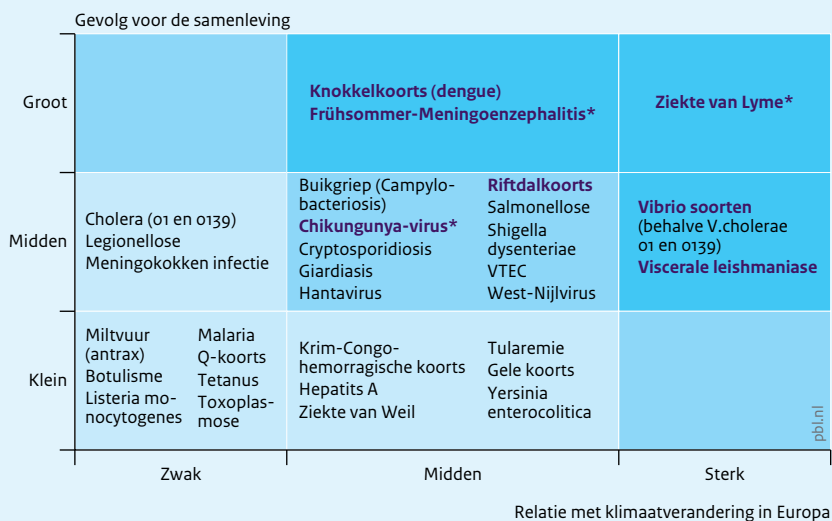 Gevolg voor de samenleving
Groot
Knokkelkoorts (dengue)
Frühsommer-Meningoenzephalitis*
Ziekte van Lyme*
Midden
Cholera (01 en 0139)
Legionellose
Meningokokken infectie
Buikgriep (Campylo-
bacteriosis)
Chikungunya-virus*
Cryptosporidiosis
Giardiasis
Hantavirus
Riftdalkoorts
Salmonellose
Shigella
dysenteriae
VTEC
West-Nijlvirus
Vibrio soorten
(behalve V.cholerae
01 en 0139)
Viscerale leishmaniase
Klein
Miltvuur
(antrax)
Botulisme
Listeria mo-
nocytogenes
Malaria
Q-koorts
Tetanus
Toxoplas-
mose
Krim-Congo-
hemorragische koorts
Hepatits A
Ziekte van Weil
Tularemie
Gele koorts
Yersinia
enterocolitica
pbl.nl
Zwak
Midden
Sterk
Relatie met klimaatverandering in Europa